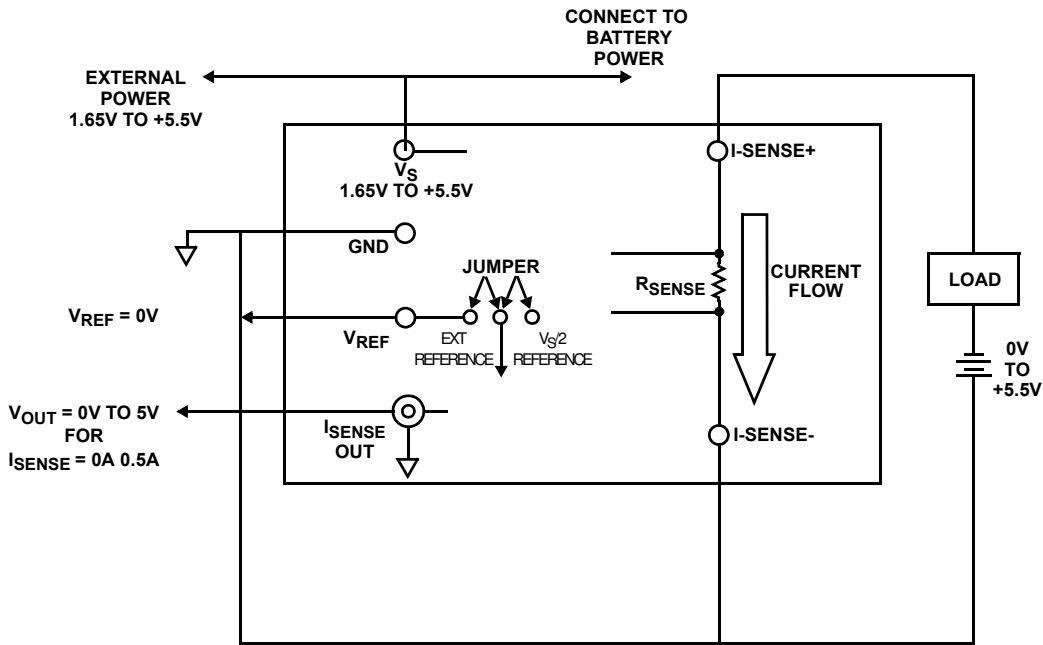 CONNECT TO
BATTERY
POWER
EXTERNAL
POWER
1.65V TO +5.5V
VS
1.65V TO +5.5V
I-SENSE+
GND
JUMPER
RSENSE
CURRENT
FLOW
LOAD
VREF = 0V
VREF
EXT
REFERENCE
VS/2
REFERENCE
0V
TO
+5.5V
VOUT = 0V TO 5V
FOR
ISENSE = 0A 0.5A
ISENSE
OUT
I-SENSE-